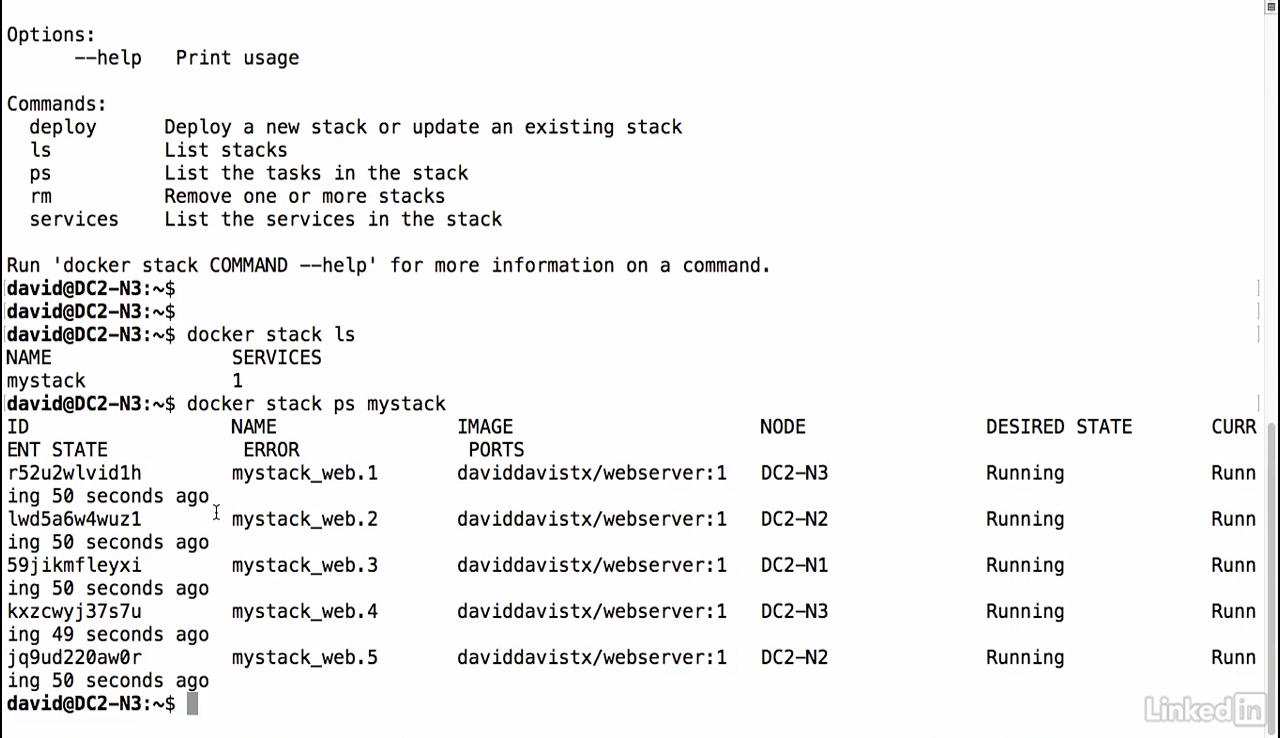 Options:
--help Print usage
Commands:
deploy Deploy a new stack or update an existing stack
ls List stacks
ps List the tasks in the stack
rm Remove one or more stacks
services List the services in the stack
Run 'docker stack COMMAND --help' for more information on a command.
david@DC2-N3:~$
david@DC2-N3:~$
david@DC2-N3:~$ docker stack ls
NAME SERVICES
mystack 1
david@DC2-N3:~$ docker stack ps mystack
ID NAME IMAGE NODE DESIRED STATE CURR
ENT STATE ERROR PORTS
r52u2wlvid1h mystack_web.1 daviddavistx/webserver:1 DC2-N3 Running Runn
ing 50 seconds ago
lwd5a6w4wuz1 mystack_web.2 daviddavistx/webserver:1 DC2-N2 Running Runn
ing 50 seconds ago
59jikmfleyxi mystack_web.3 daviddavistx/webserver:1 DC2-N1 Running Runn
ing 50 seconds ago
kxzcwyj37s7u mystack_web.4 daviddavistx/webserver:1 DC2-N3 Running Runn
ing 49 seconds ago
jq9ud220aw0r mystack_web.5 daviddavistx/webserver:1 DC2-N2 Running Runn
ing 50 seconds ago
david@DC2-N3:~$
Linked in